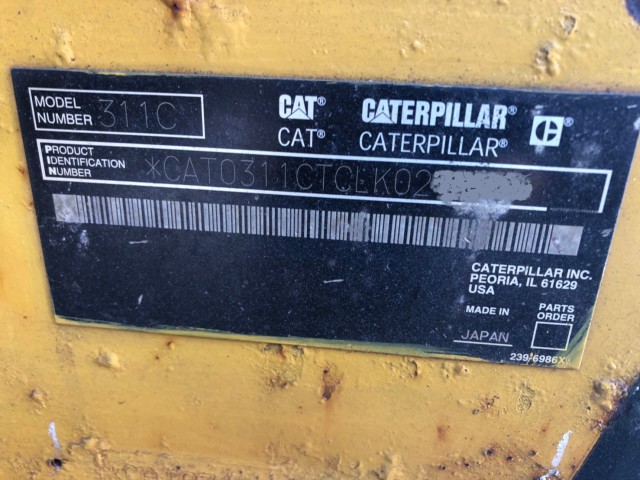 MODEL NUMBER 311C
CAT® CATERPILLAR®
CAT® CATERPILLAR®
PRODUCT IDENTIFICATION NUMBER *CAT0311CTCLK02
CATERPILLAR INC.
PEORIA, IL 61629
USA
MADE IN JAPAN
PARTS ORDER
239-6986X